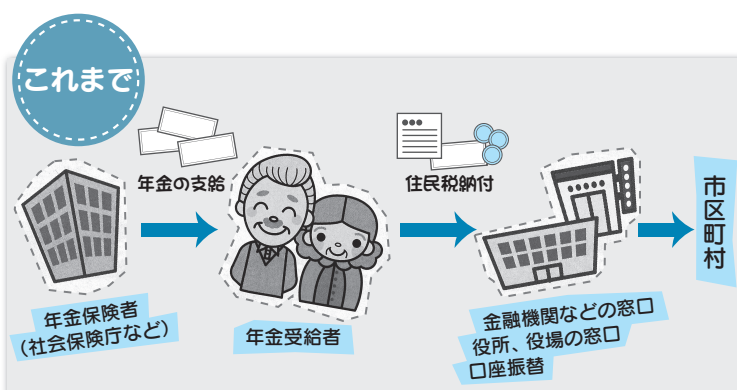 これまで
年金の支給
住民税納付
年金保険者
（社会保険庁など）
年金受給者
金融機関などの窓口
役所、役場の窓口
口座振替
市区町村